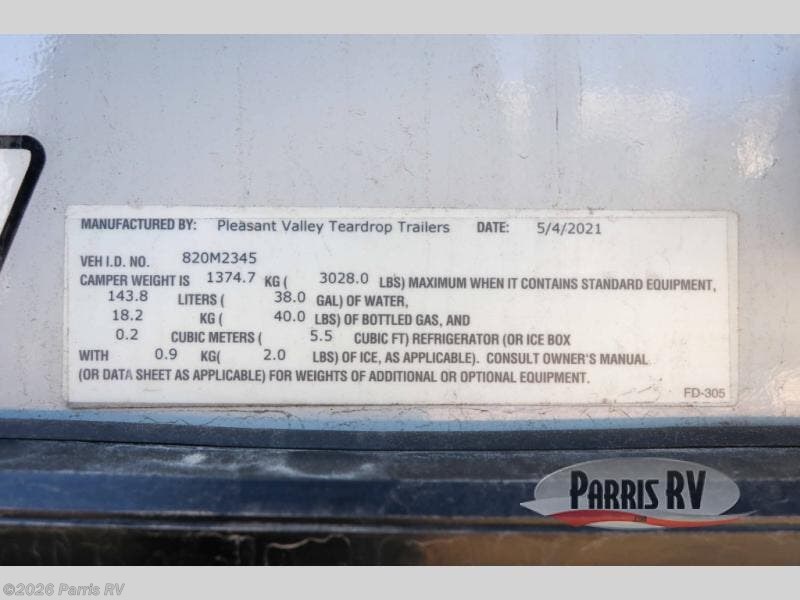 MANUFACTURED BY: Pleasant Valley Teardrop Trailers DATE: 5/4/2021
VEH I.D. NO. 820M2345
CAMPER WEIGHT IS 1374.7 KG ( 3028.0 LBS) MAXIMUM WHEN IT CONTAINS STANDARD EQUIPMENT,
143.8 LITERS ( 38.0 GAL) OF WATER,
18.2 KG ( 40.0 LBS) OF BOTTLED GAS, AND
0.2 CUBIC METERS ( 5.5 CUBIC FT) REFRIGERATOR (OR ICE BOX
WITH 0.9 KG( 2.0 LBS) OF ICE, AS APPLICABLE). CONSULT OWNER'S MANUAL
(OR DATA SHEET AS APPLICABLE) FOR WEIGHTS OF ADDITIONAL OR OPTIONAL EQUIPMENT.
FD-305
PARRIS RV
©2026 Parris RV